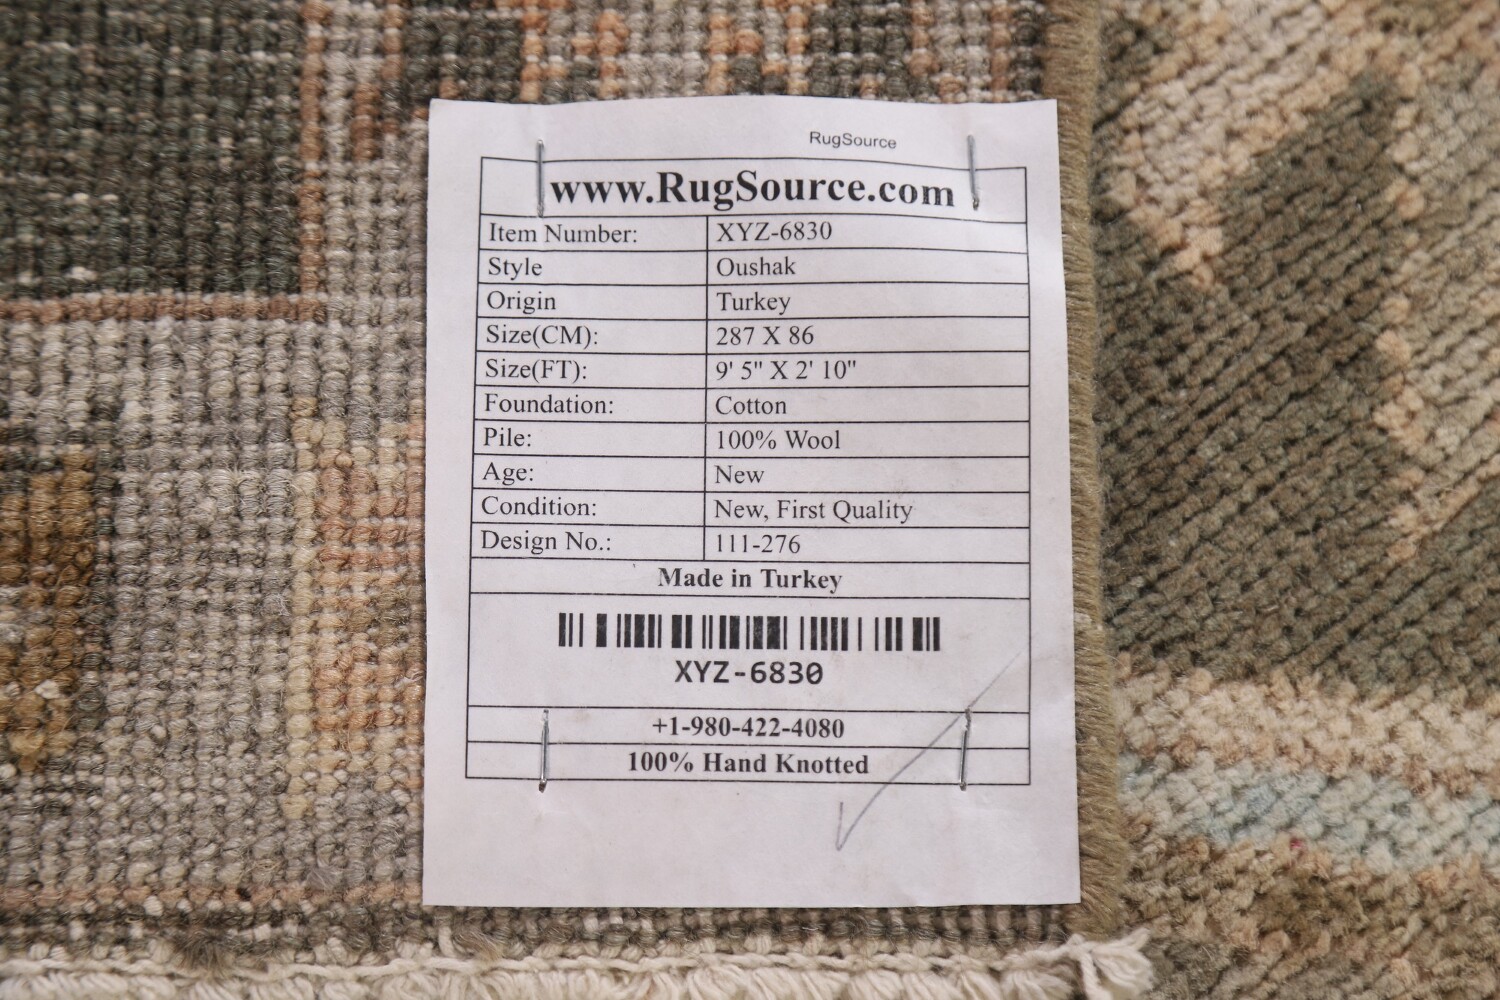 RugSource
www.RugSource.com
Item Number: XYZ-6830
Style Oushak
Origin Turkey
Size(CM): 287 X 86
Size(FT): 9' 5" X 2' 10"
Foundation: Cotton
Pile: 100% Wool
Age: New
Condition: New, First Quality
Design No.: 111-276
Made in Turkey
XYZ-6830
+1-980-422-4080
100% Hand Knotted